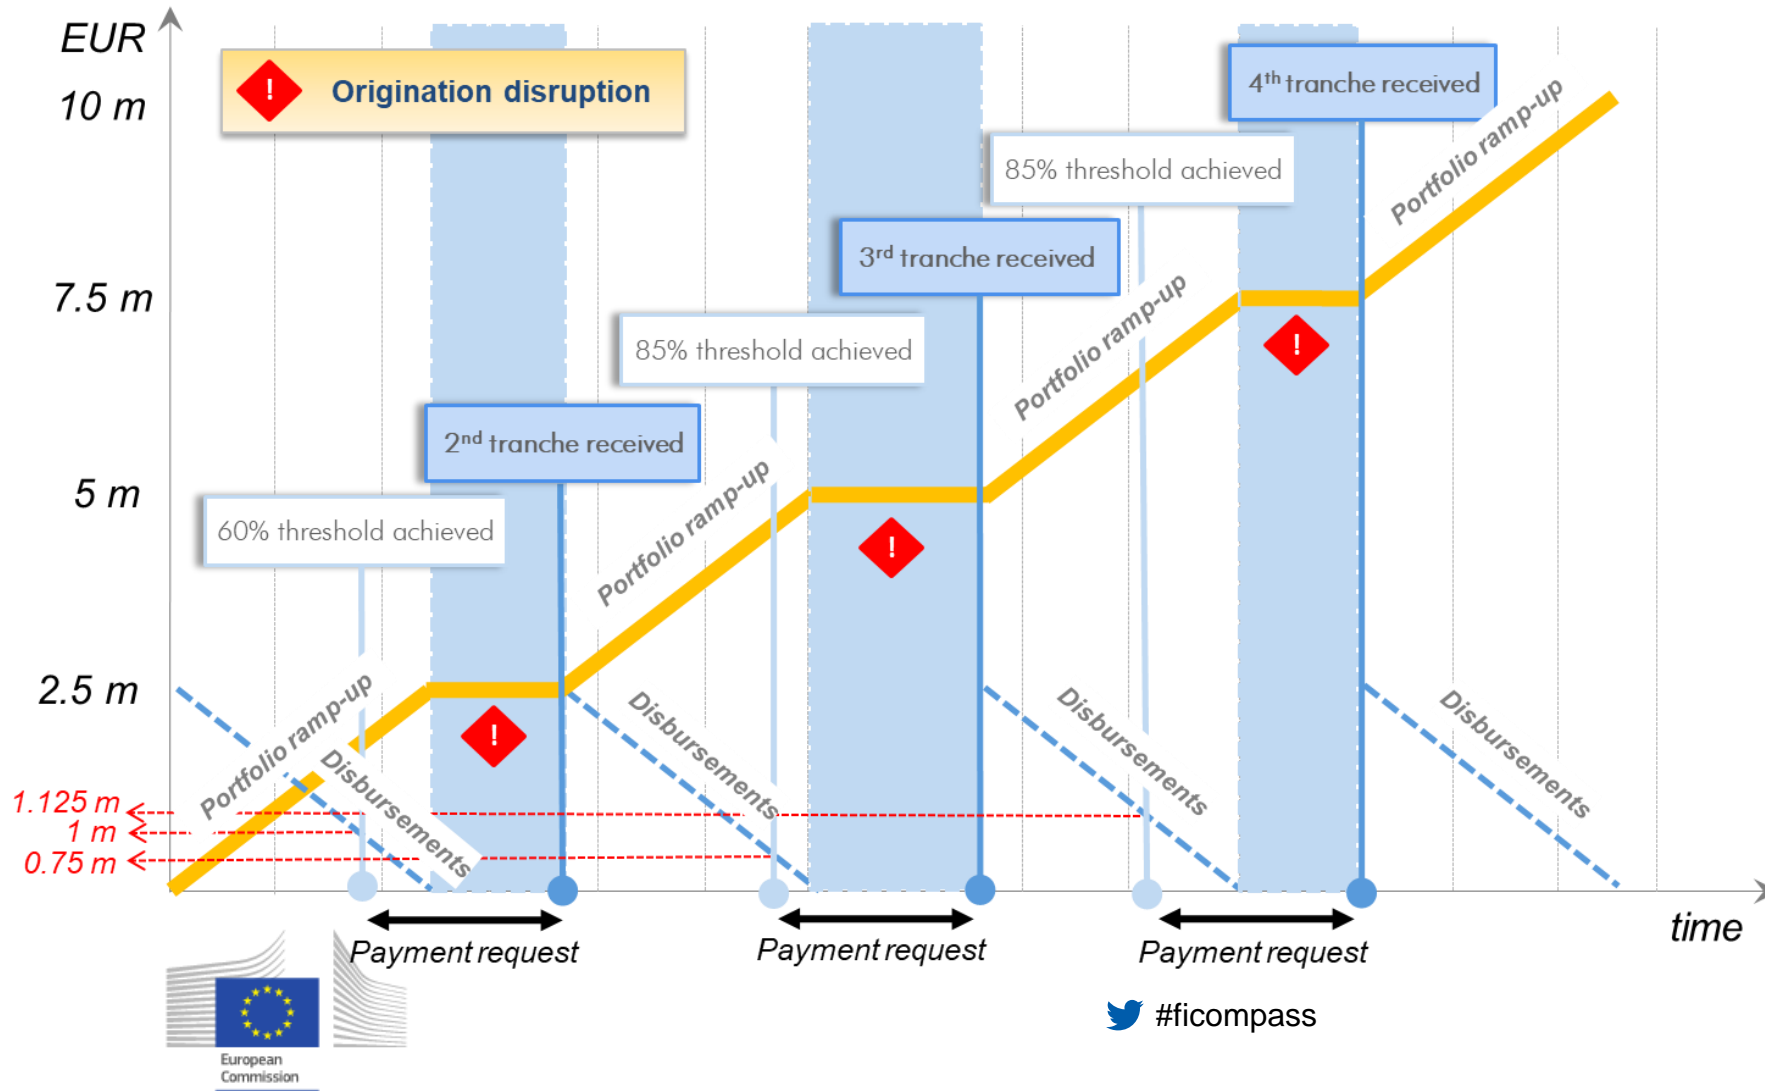 EUR
10 m
7.5 m
5 m
2.5 m
1.125 m
1 m
0.75 m
! Origination disruption
4th tranche received
85% threshold achieved
3rd tranche received
85% threshold achieved
2nd tranche received
60% threshold achieved
Portfolio ramp-up
Portfolio ramp-up
Portfolio ramp-up
Portfolio ramp-up
!
!
!
Disbursements
Disbursements
Disbursements
Disbursements
Payment request
Payment request
Payment request
time
#ficompass
European
Commission